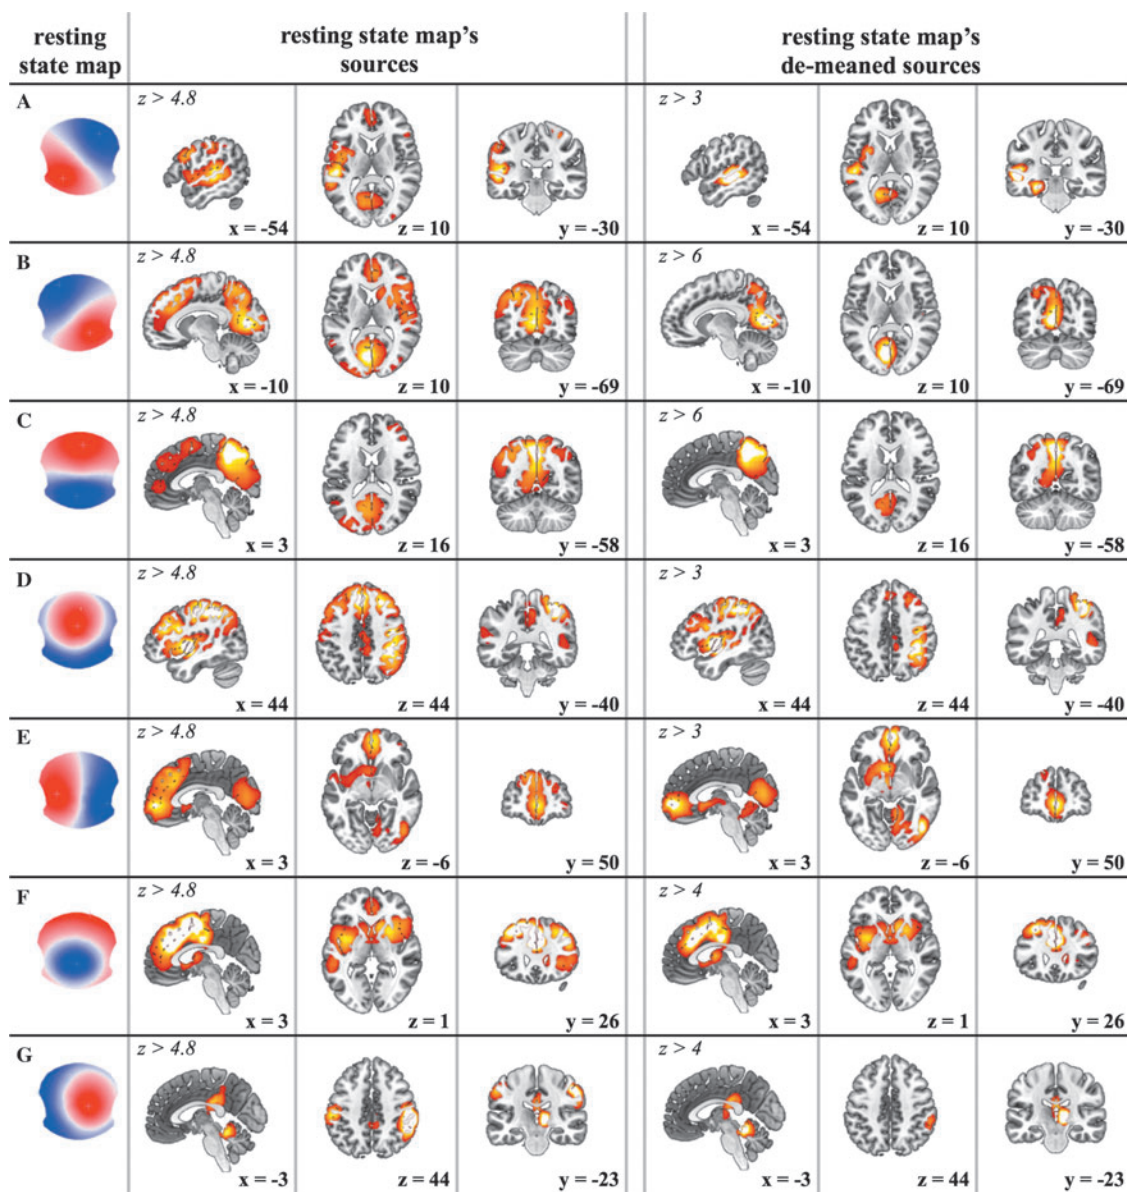 resting
state map
resting state map's
sources
resting state map's
de-meaned sources
A
z > 4.8
x = -54
z = 10
y = -30
z > 3
x = -54
z = 10
y = -30
B
z > 4.8
x = -10
z = 10
y = -69
z > 6
x = -10
z = 10
y = -69
C
z > 4.8
x = 3
z = 16
y = -58
z > 6
x = 3
z = 16
y = -58
D
z > 4.8
x = 44
z = 44
y = -40
z > 3
x = 44
z = 44
y = -40
E
z > 4.8
x = 3
z = -6
y = 50
z > 3
x = 3
z = -6
y = 50
F
z > 4.8
x = 3
z = 1
y = 26
z > 4
x = 3
z = 1
y = 26
G
z > 4.8
x = -3
z = 44
y = -23
z > 4
x = -3
z = 44
y = -23